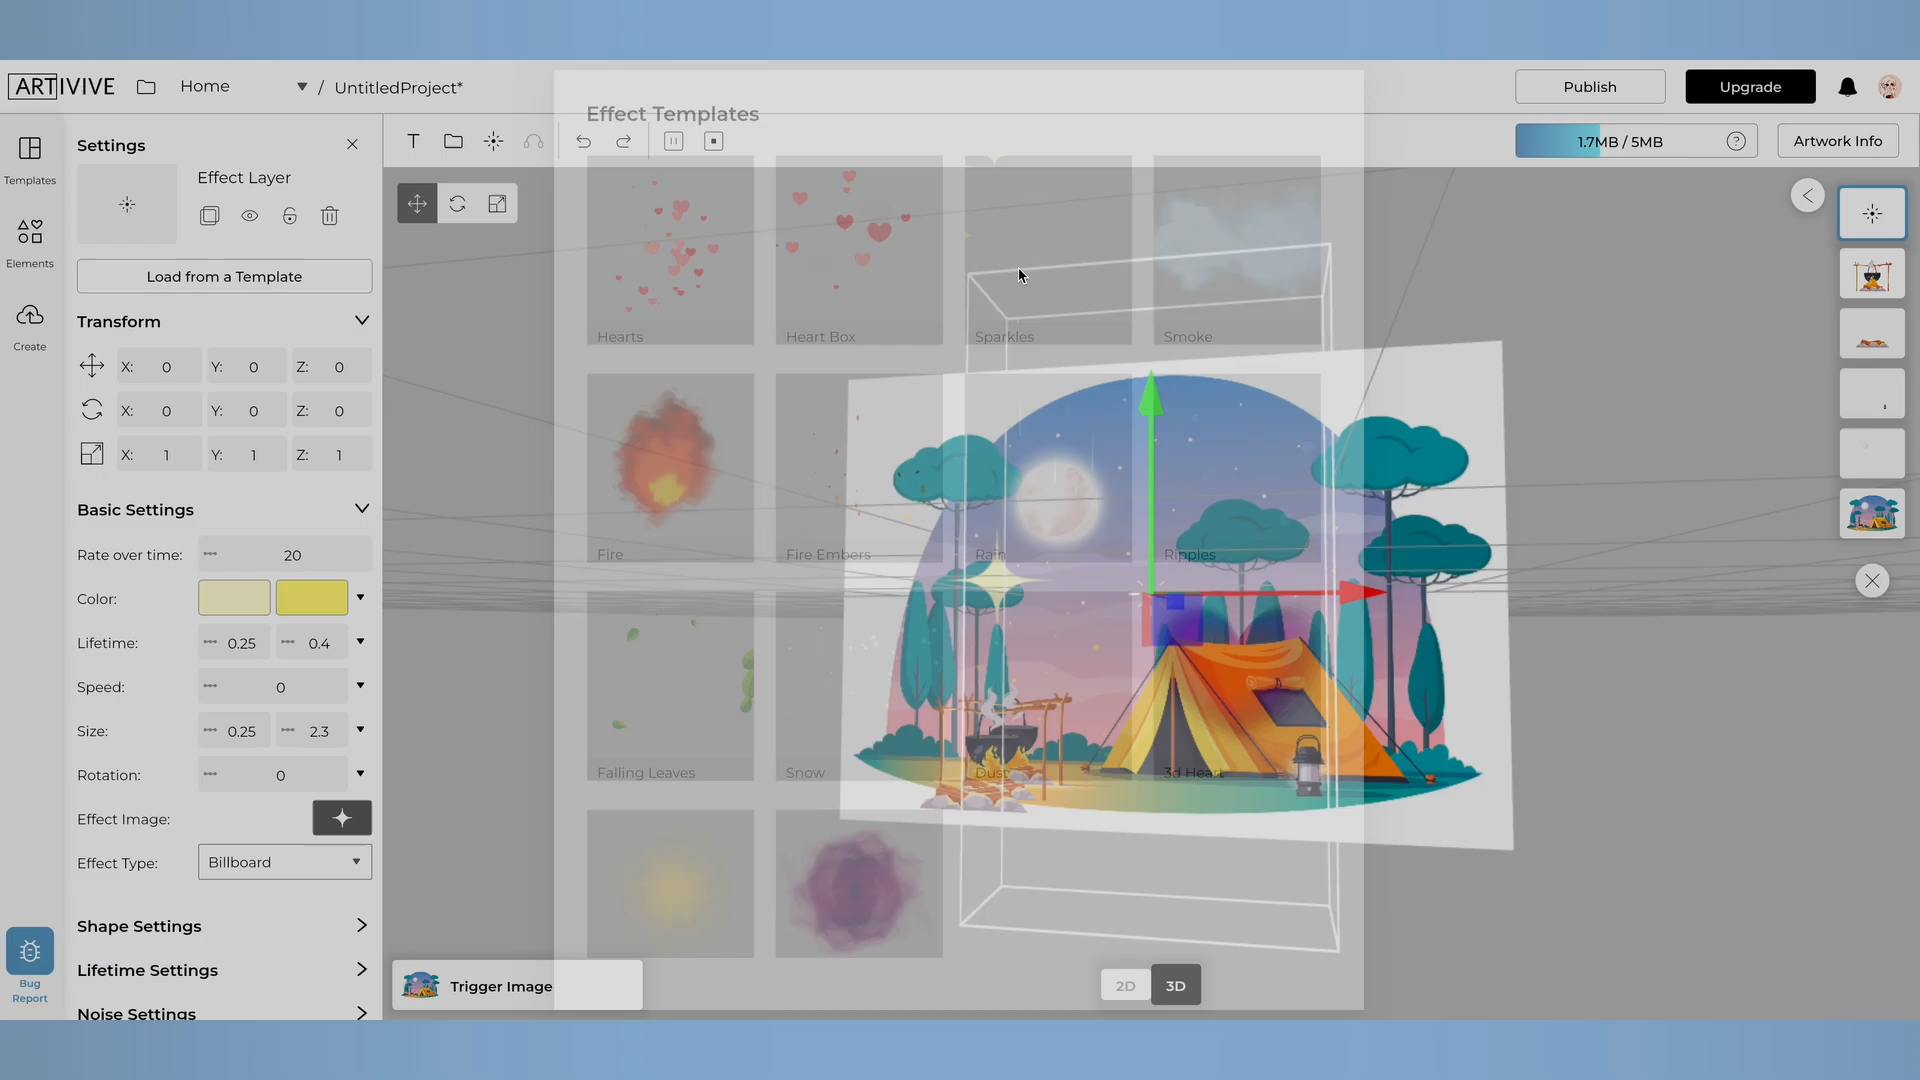 ARTIVIVE Home / UntitledProject* Publish Upgrade
Effect Templates
1.7MB / 5MB ? Artwork Info
Templates
Elements
Create
Bug
Report
Settings
Effect Layer
Load from a Template
Transform
X: 0 Y: 0 Z: 0
X: 0 Y: 0 Z: 0
X: 1 Y: 1 Z: 1
Basic Settings
Rate over time: 20
Color:
Lifetime: 0.25 0.4
Speed: 0
Size: 0.25 2.3
Rotation: 0
Effect Image:
Effect Type: Billboard
Shape Settings
Lifetime Settings
Noise Settings
T
Hearts Heart Box Sparkles Smoke
Fire Fire Embers Rain Ripples
Falling Leaves Snow Dust 3d Heart
Trigger Image
2D 3D